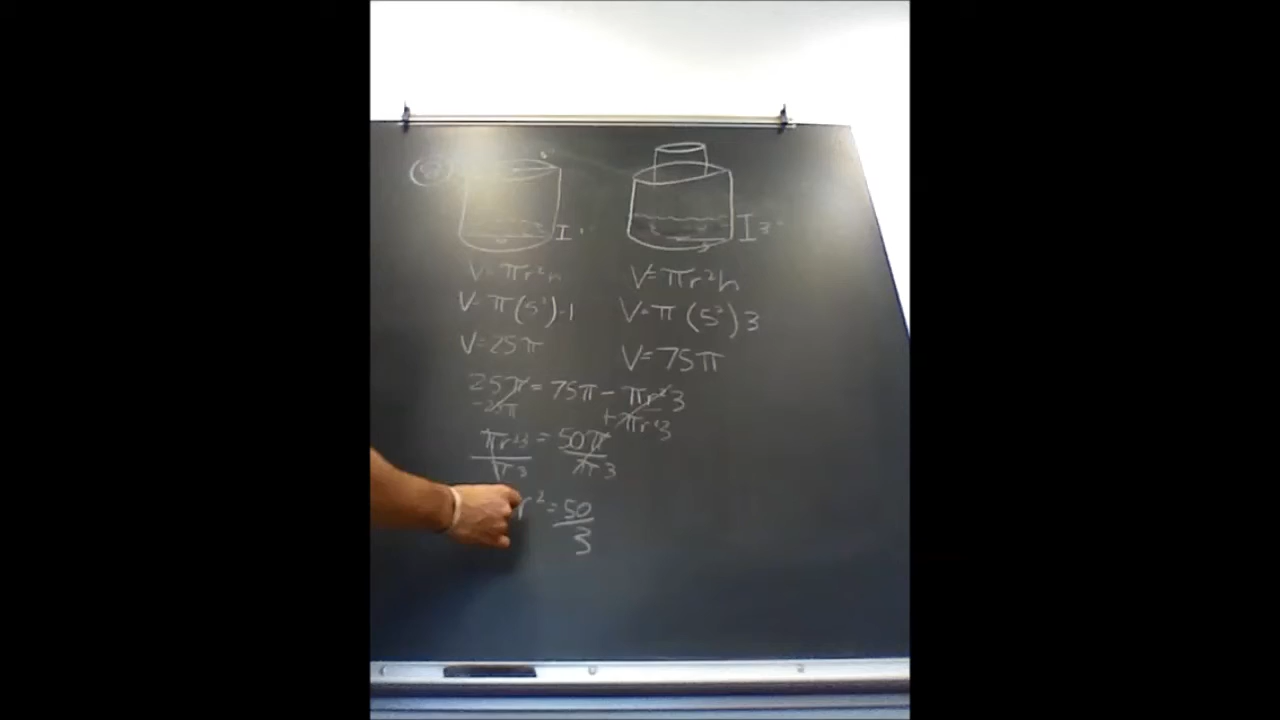 I 3
V=πr²h
V=πr²h
V=π(5²)·1
V=π(5²)3
V=25π
V=75π
25π=75π-πr²3
-25π +πr²3
πr²3=50π
π3 π3
r²=50
3